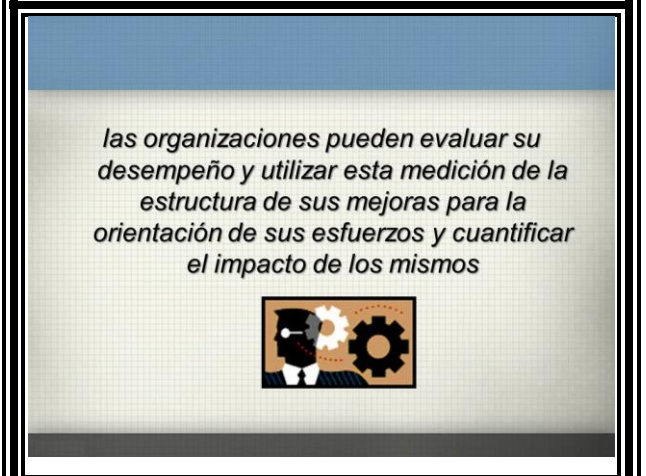 las organizaciones pueden evaluar su
desempeño y utilizar esta medición de la
estructura de sus mejoras para la
orientación de sus esfuerzos y cuantificar
el impacto de los mismos